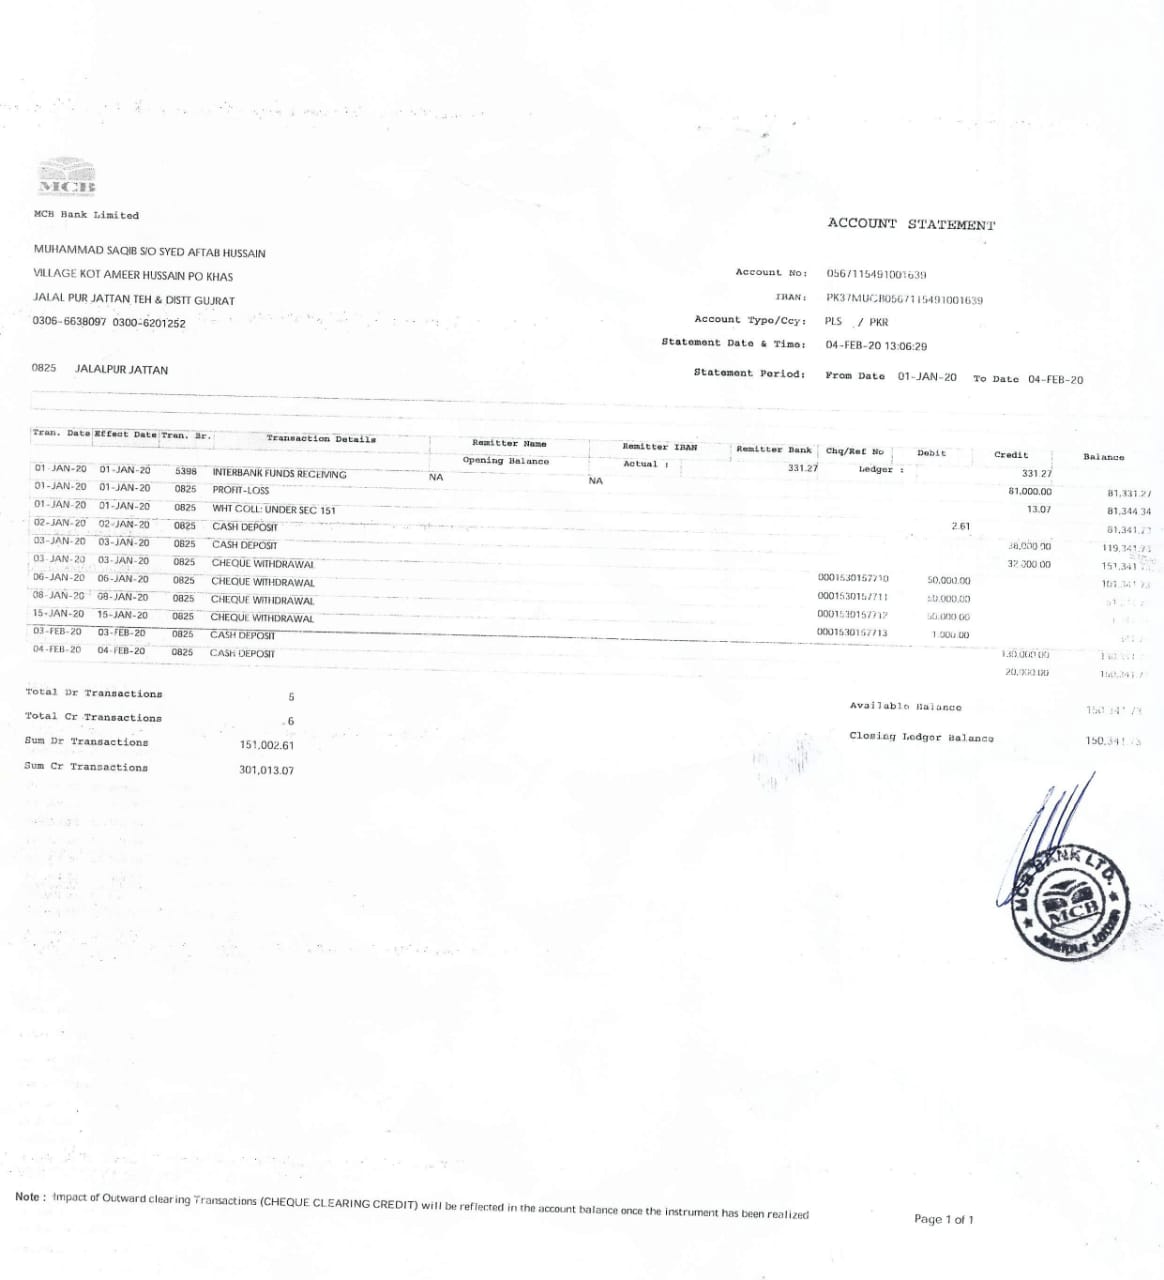 MCB
MCB Bank Limited
ACCOUNT STATEMENT
MUHAMMAD SAQIB S/O SYED AFTAB HUSSAIN
VILLAGE KOT AMEER HUSSAIN PO KHAS
JALAL PUR JATTAN TEH & DISTT GUJRAT
0306-6638097 0300-6201252
Account No: 0567115491001639
IBAN: PK37MUCB0567115491001639
Account Type/Ccy: PLS / PKR
Statement Date & Time: 04-FEB-20 13:06:29
0825 JALALPUR JATTAN
Statement Period: From Date 01-JAN-20 To Date 04-FEB-20
Tran. Date Effect Date Tran. Br. Transaction Details Remitter Name Remitter IBAN Remitter Bank Chq/Ref No Debit Credit Balance
Opening Balance Actual : 331.27 Ledger : 331.27
01-JAN-20 01-JAN-20 5398 INTERBANK FUNDS RECEIVING NA NA 81,000.00 81,331.27
01-JAN-20 01-JAN-20 0825 PROFIT-LOSS 13.07 81,344.34
01-JAN-20 01-JAN-20 0825 WHT COLL: UNDER SEC 151 2.61 81,341.73
02-JAN-20 02-JAN-20 0825 CASH DEPOSIT 38,000.00 119,341.73
03-JAN-20 03-JAN-20 0825 CASH DEPOSIT 32,000.00 151,341
03-JAN-20 03-JAN-20 0825 CHEQUE WITHDRAWAL 0001530157710 50,000.00 101,341.73
06-JAN-20 06-JAN-20 0825 CHEQUE WITHDRAWAL 0001530157711 50,000.00
08-JAN-20 08-JAN-20 0825 CHEQUE WITHDRAWAL 0001530157712 50,000.00
15-JAN-20 15-JAN-20 0825 CHEQUE WITHDRAWAL 0001530157713 1,000.00
03-FEB-20 03-FEB-20 0825 CASH DEPOSIT 130,000.00
04-FEB-20 04-FEB-20 0825 CASH DEPOSIT 20,000.00 150,341.7
Total Dr Transactions 5
Total Cr Transactions 6
Sum Dr Transactions 151,002.61
Sum Cr Transactions 301,013.07
Available Balance 150,341.73
Closing Ledger Balance 150,341.73
MCB BANK LTD.
MCB
Jalalpur Jattan
Note : Impact of Outward clearing Transactions (CHEQUE CLEARING CREDIT) will be reflected in the account balance once the instrument has been realized
Page 1 of 1